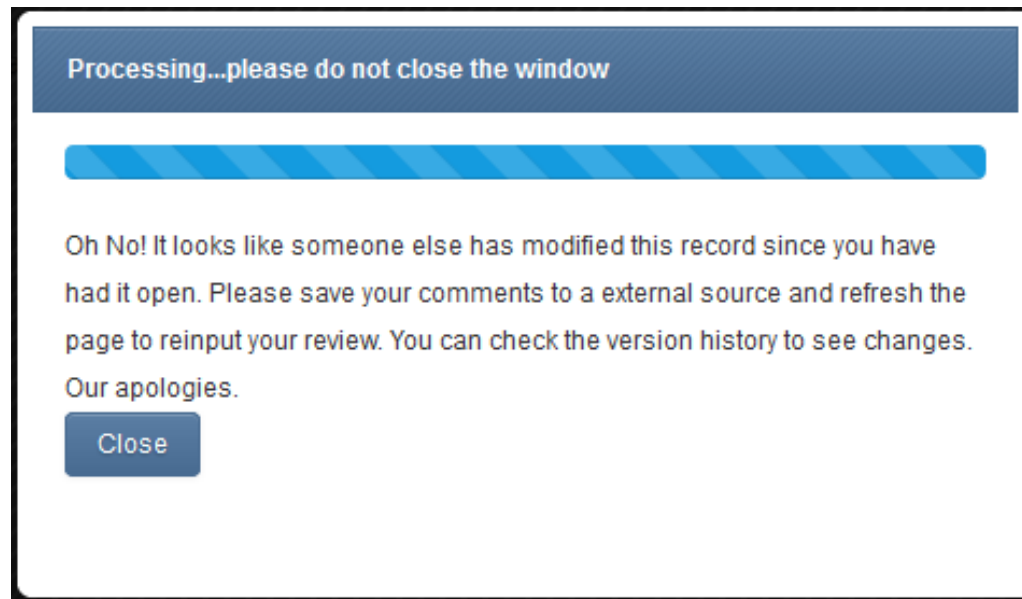 Processing...please do not close the window
Oh No! It looks like someone else has modified this record since you have
had it open. Please save your comments to a external source and refresh the
page to reinput your review. You can check the version history to see changes.
Our apologies.
Close